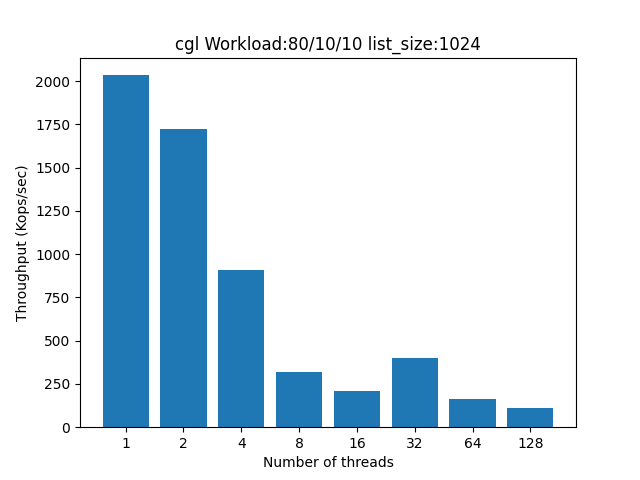 cgl Workload:80/10/10 list_size:1024
Throughput (Kops/sec)
2000
1750
1500
1250
1000
750
500
250
0
1 2 4 8 16 32 64 128
Number of threads